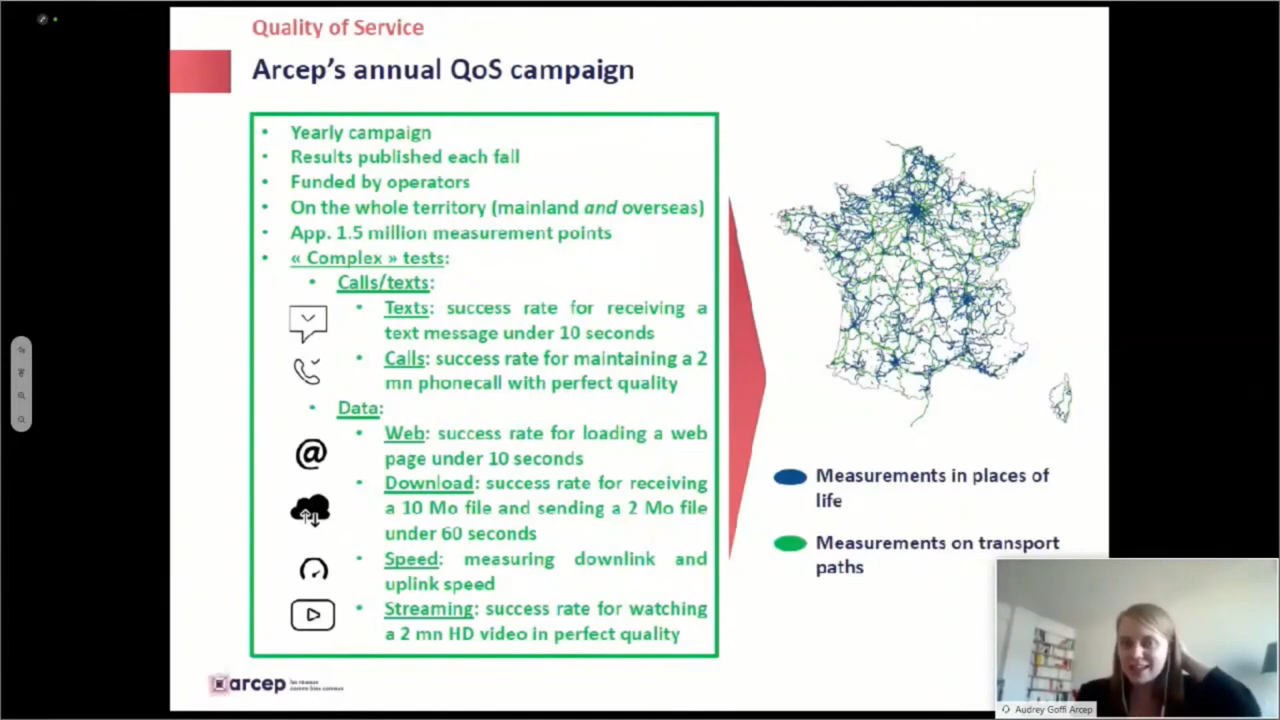 Quality of Service
Arcep's annual QoS campaign
• Yearly campaign
• Results published each fall
• Funded by operators
• On the whole territory (mainland and overseas)
• App. 1.5 million measurement points
• « Complex » tests:
• Calls/texts:
• Texts: success rate for receiving a
text message under 10 seconds
• Calls: success rate for maintaining a 2
mn phonecall with perfect quality
• Data:
• Web: success rate for loading a web
page under 10 seconds
• Download: success rate for receiving
a 10 Mo file and sending a 2 Mo file
under 60 seconds
• Speed: measuring downlink and
uplink speed
• Streaming: success rate for watching
a 2 mn HD video in perfect quality
Measurements in places of
life
Measurements on transport
paths
arcep
les réseaux
comme bien commun
Audrey Goffi Arcep